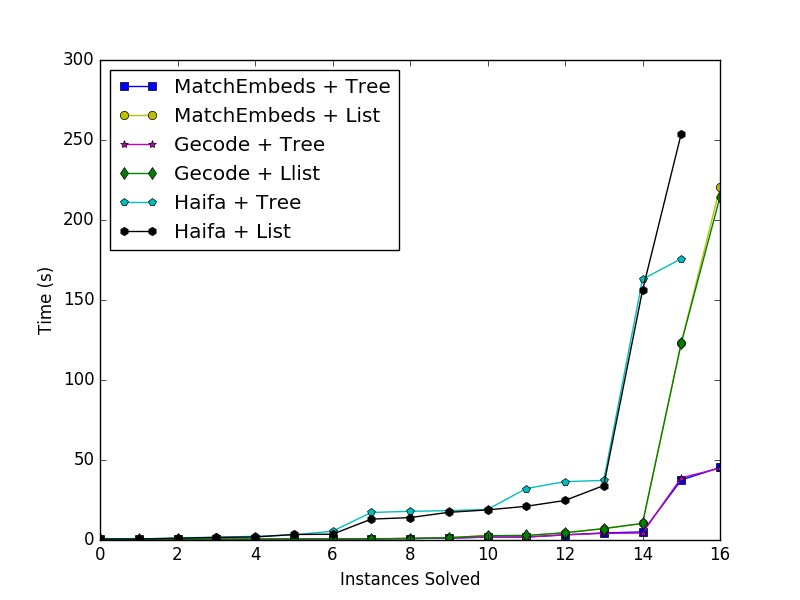 300
250
200
150
100
50
0
Time (s)
MatchEmbeds + Tree
MatchEmbeds + List
Gecode + Tree
Gecode + Llist
Haifa + Tree
Haifa + List
0 2 4 6 8 10 12 14 16
Instances Solved